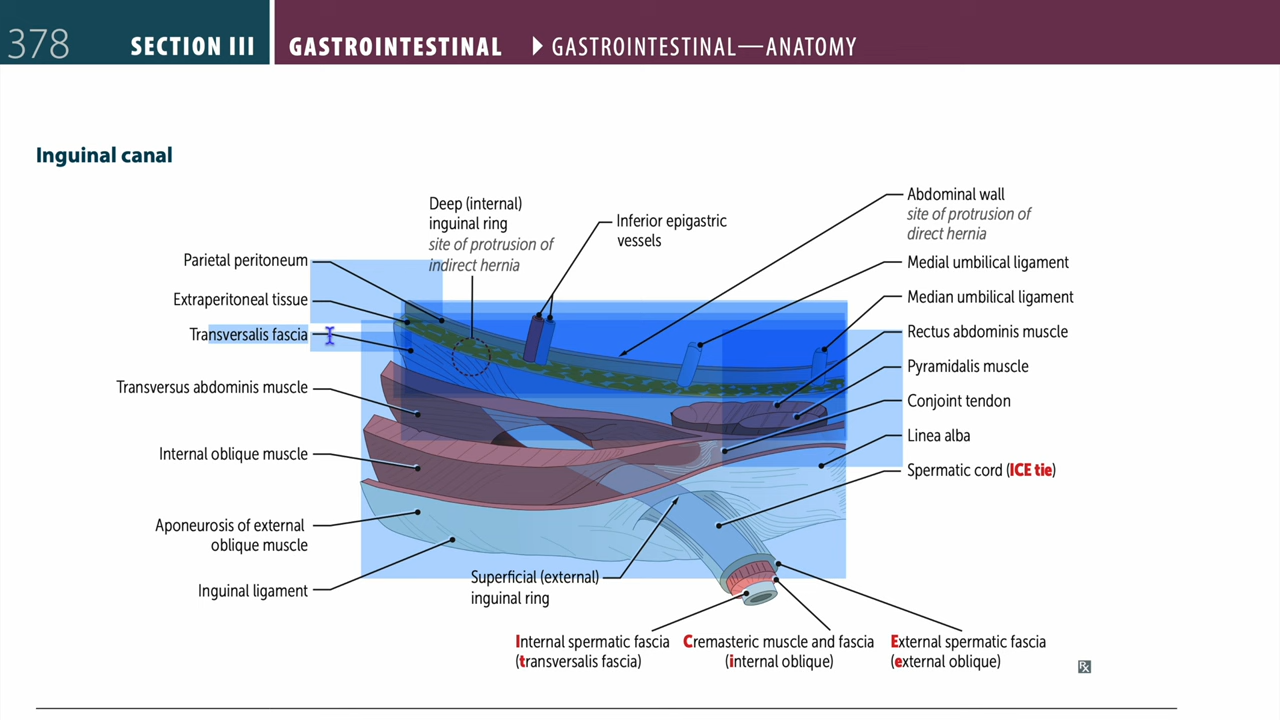 378
SECTION III
GASTROINTESTINAL
▶ GASTROINTESTINAL—ANATOMY
Inguinal canal
Deep (internal)
inguinal ring
site of protrusion of
indirect hernia
Inferior epigastric
vessels
Abdominal wall
site of protrusion of
direct hernia
Parietal peritoneum
Extraperitoneal tissue
Transversalis fascia
Transversus abdominis muscle
Internal oblique muscle
Aponeurosis of external
oblique muscle
Inguinal ligament
Medial umbilical ligament
Median umbilical ligament
Rectus abdominis muscle
Pyramidalis muscle
Conjoint tendon
Linea alba
Spermatic cord (ICE tie)
Superficial (external)
inguinal ring
Internal spermatic fascia
(transversalis fascia)
Cremasteric muscle and fascia
(internal oblique)
External spermatic fascia
(external oblique)
Rx